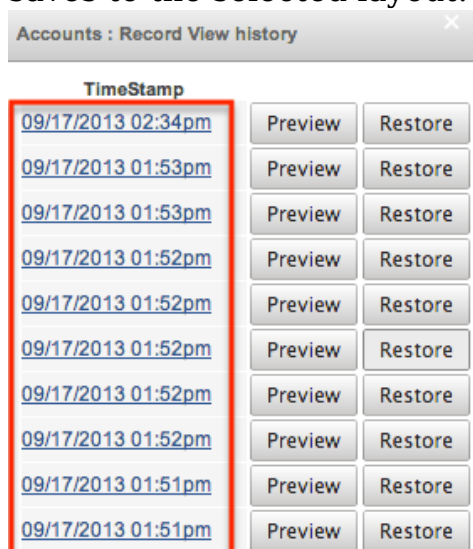 saves to the selected layout.
Accounts : Record View history
TimeStamp
09/17/2013 02:34pm Preview Restore
09/17/2013 01:53pm Preview Restore
09/17/2013 01:53pm Preview Restore
09/17/2013 01:52pm Preview Restore
09/17/2013 01:52pm Preview Restore
09/17/2013 01:52pm Preview Restore
09/17/2013 01:52pm Preview Restore
09/17/2013 01:52pm Preview Restore
09/17/2013 01:51pm Preview Restore
09/17/2013 01:51pm Preview Restore